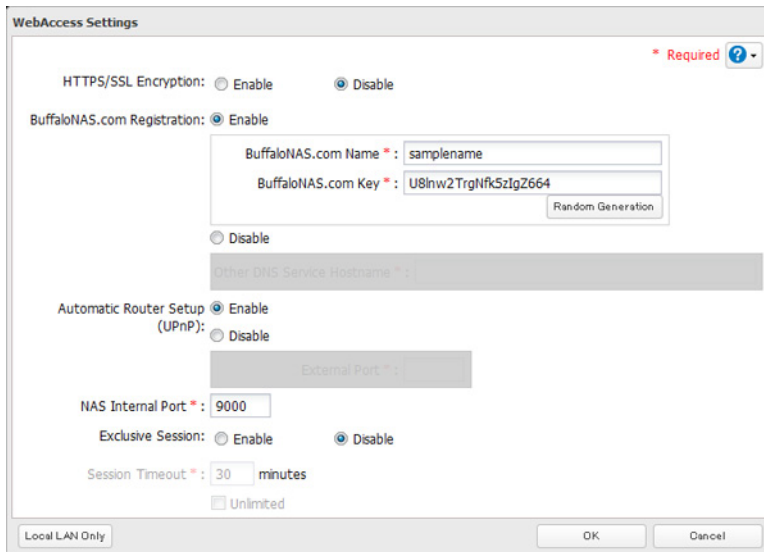 WebAccess Settings
* Required ?
HTTPS/SSL Encryption: Enable Disable
BuffaloNAS.com Registration: Enable
BuffaloNAS.com Name * : samplename
BuffaloNAS.com Key * : U8lnw2TrgNfk5zIgZ664
Random Generation
Disable
Other DNS Service Hostname * :
Automatic Router Setup Enable
(UPnP): Disable
External Port * :
NAS Internal Port * : 9000
Exclusive Session: Enable Disable
Session Timeout * : 30 minutes
Unlimited
Local LAN Only OK Cancel